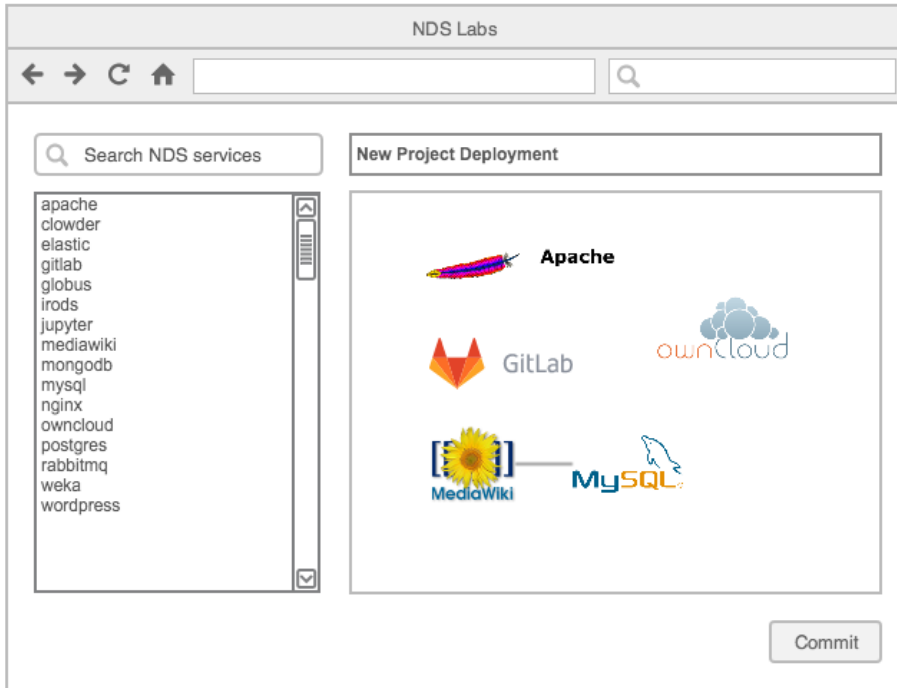 NDS Labs
Search NDS services
New Project Deployment
apache
clowder
elastic
gitlab
globus
irods
jupyter
mediawiki
mongodb
mysql
nginx
owncloud
postgres
rabbitmq
weka
wordpress
Apache
ownCloud
GitLab
[[ ]]
MediaWiki
MySQL
Commit